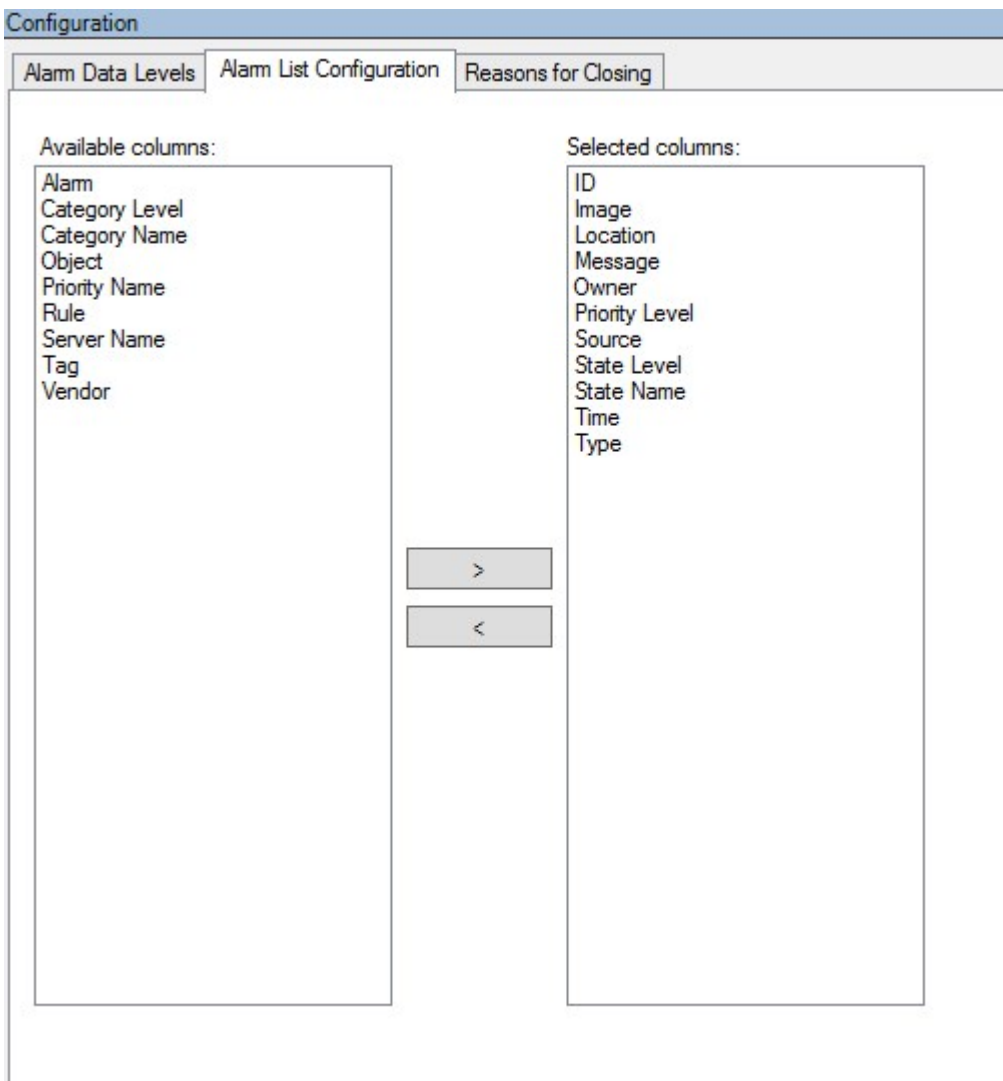 Configuration
Alarm Data Levels
Alarm List Configuration
Reasons for Closing
Available columns:
Alarm
Category Level
Category Name
Object
Priority Name
Rule
Server Name
Tag
Vendor
>
<
Selected columns:
ID
Image
Location
Message
Owner
Priority Level
Source
State Level
State Name
Time
Type